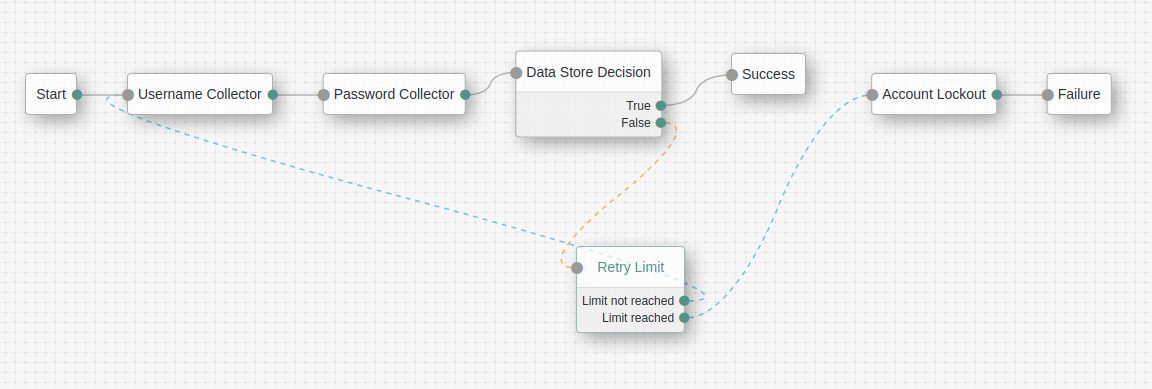 Start
Username Collector
Password Collector
Data Store Decision
True
False
Success
Account Lockout
Failure
Retry Limit
Limit not reached
Limit reached